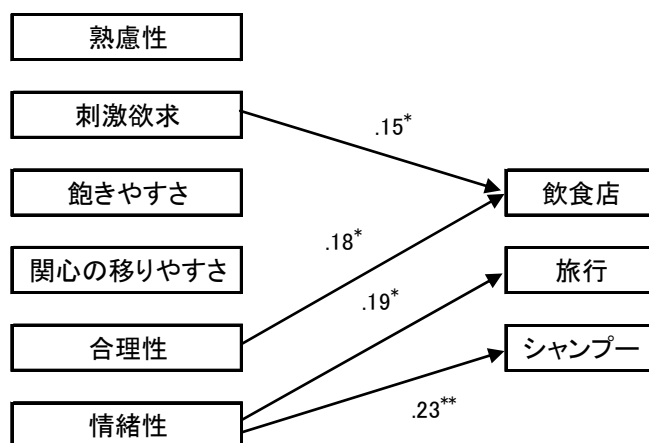 熟慮性
刺激欲求
.15*
飽きやすさ
飲食店
関心の移りやすさ
.18*
旅行
.19*
合理性
シャンプー
.23**
情緒性